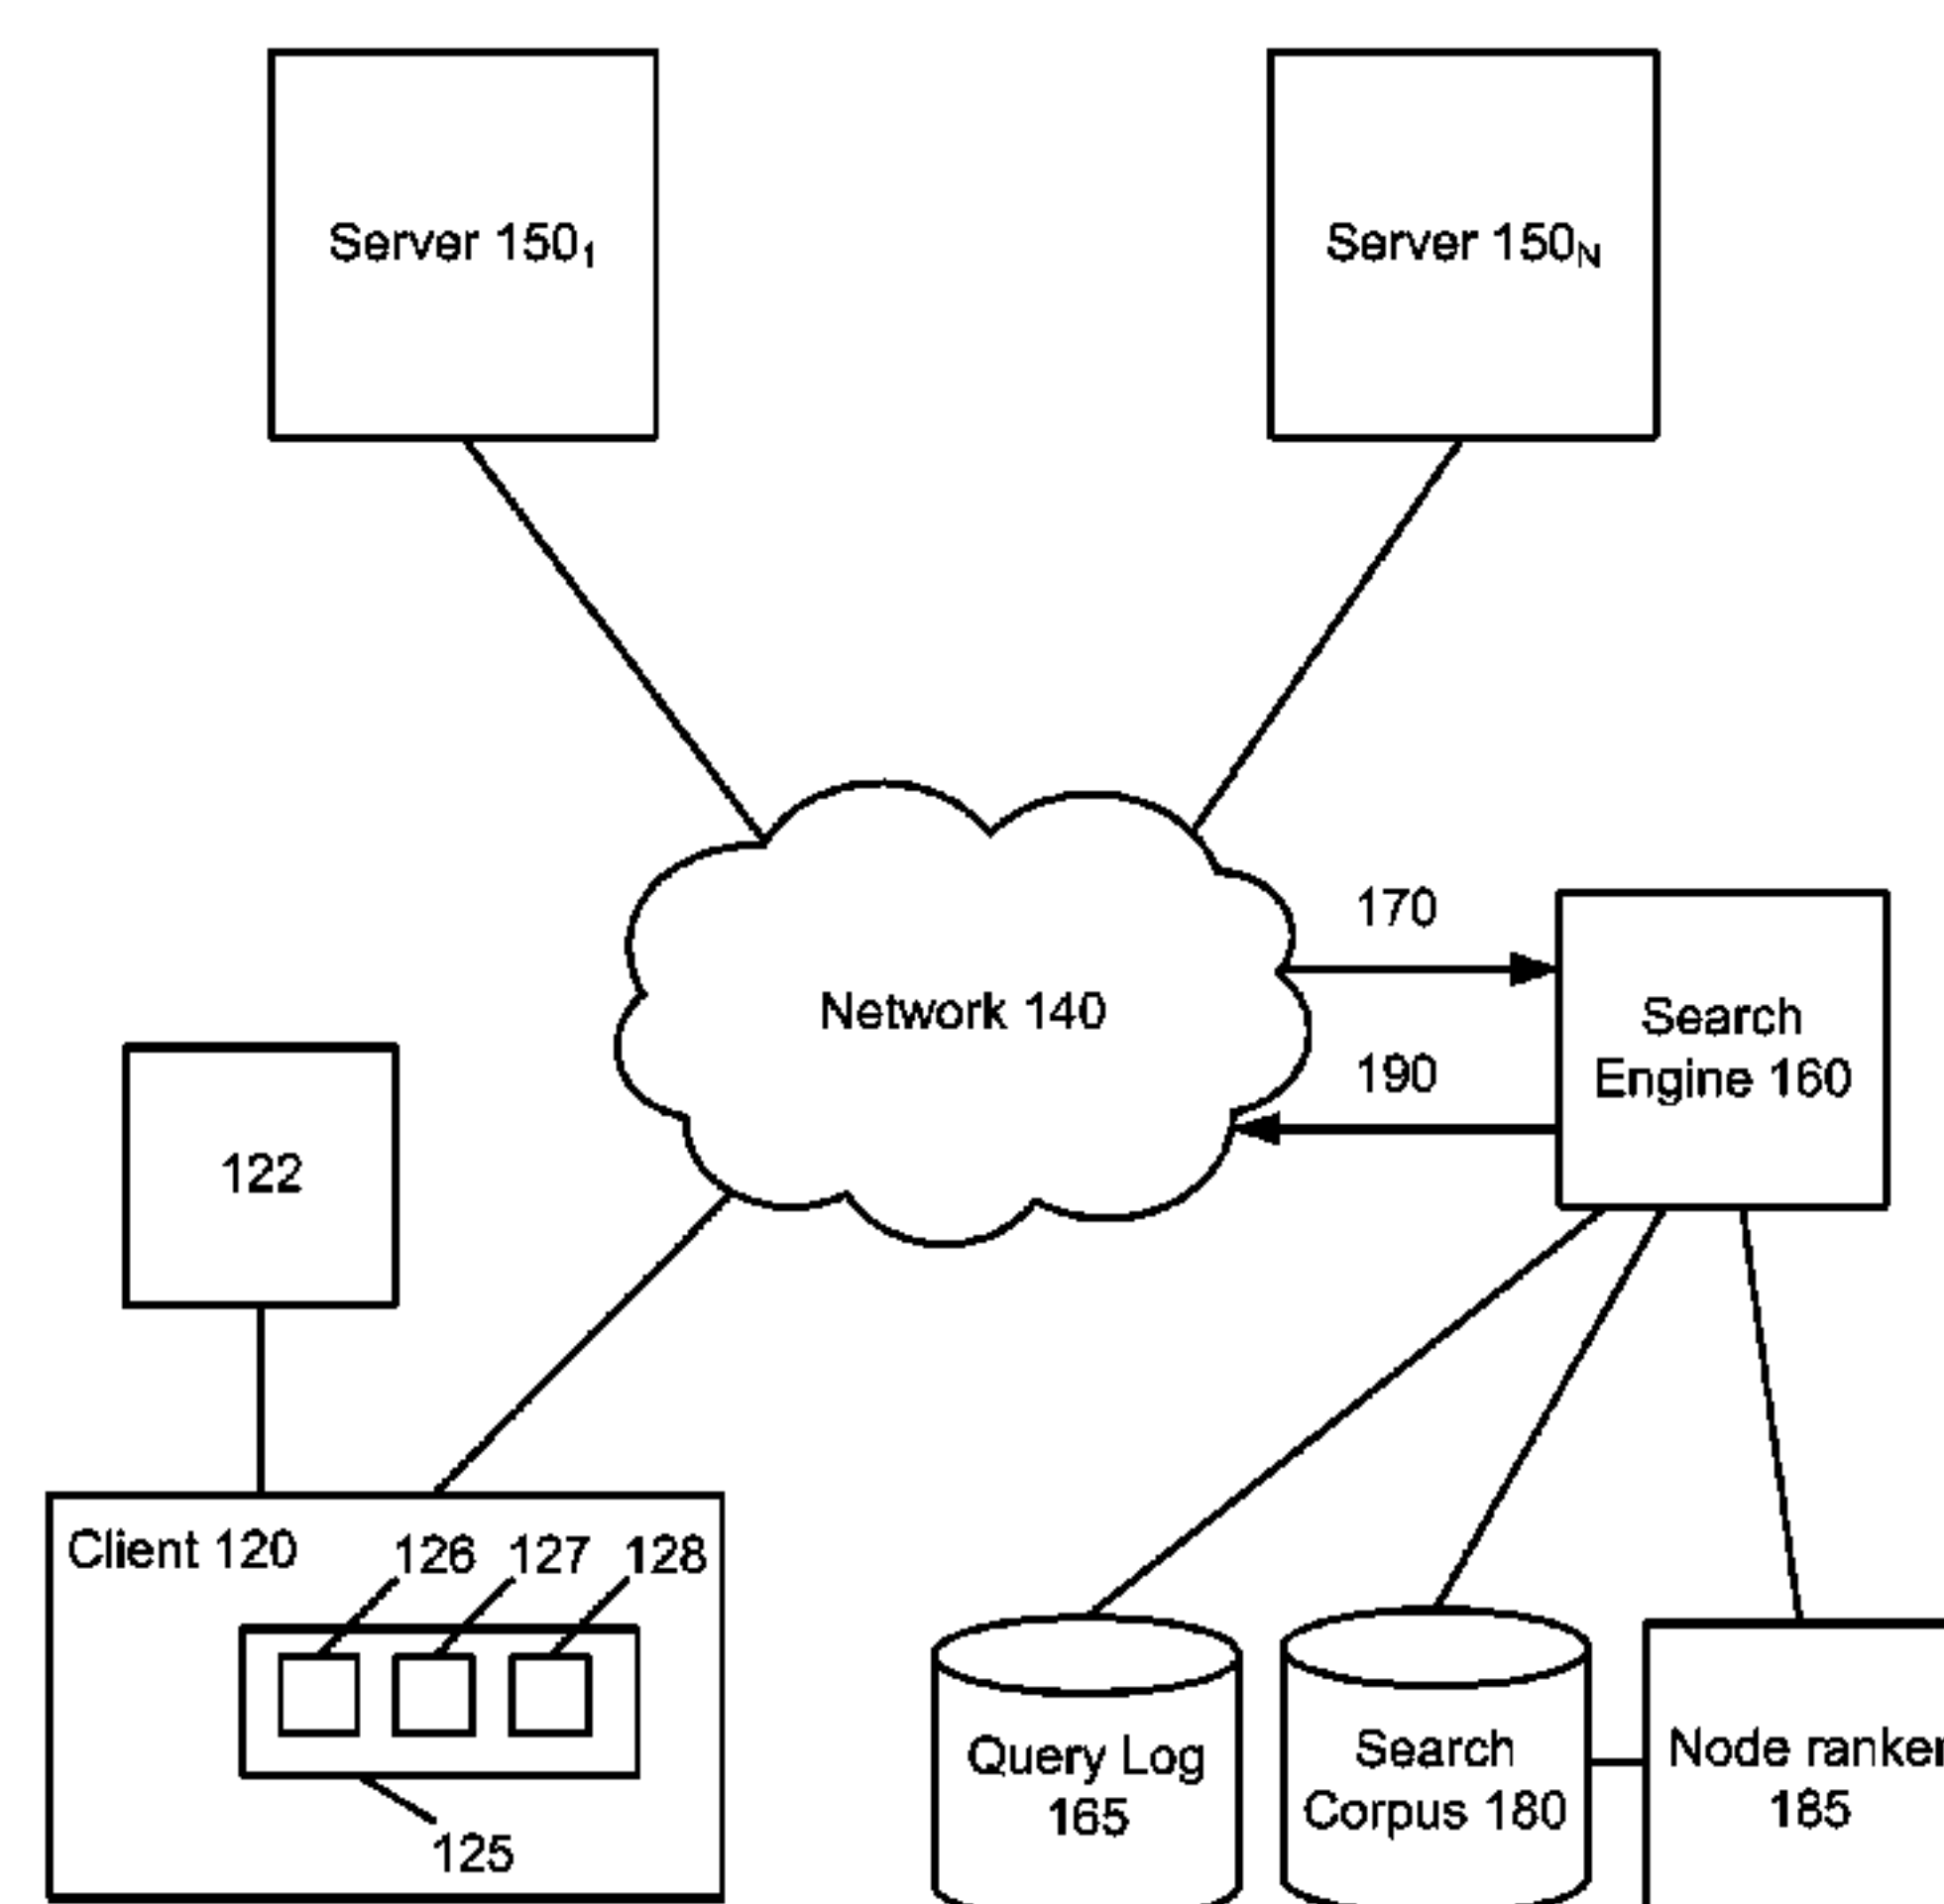 Server 150₁
Server 150N
170
Network 140
Search
Engine 160
190
122
Client 120
126
127
128
125
Query Log
165
Search
Corpus 180
Node ranker
185